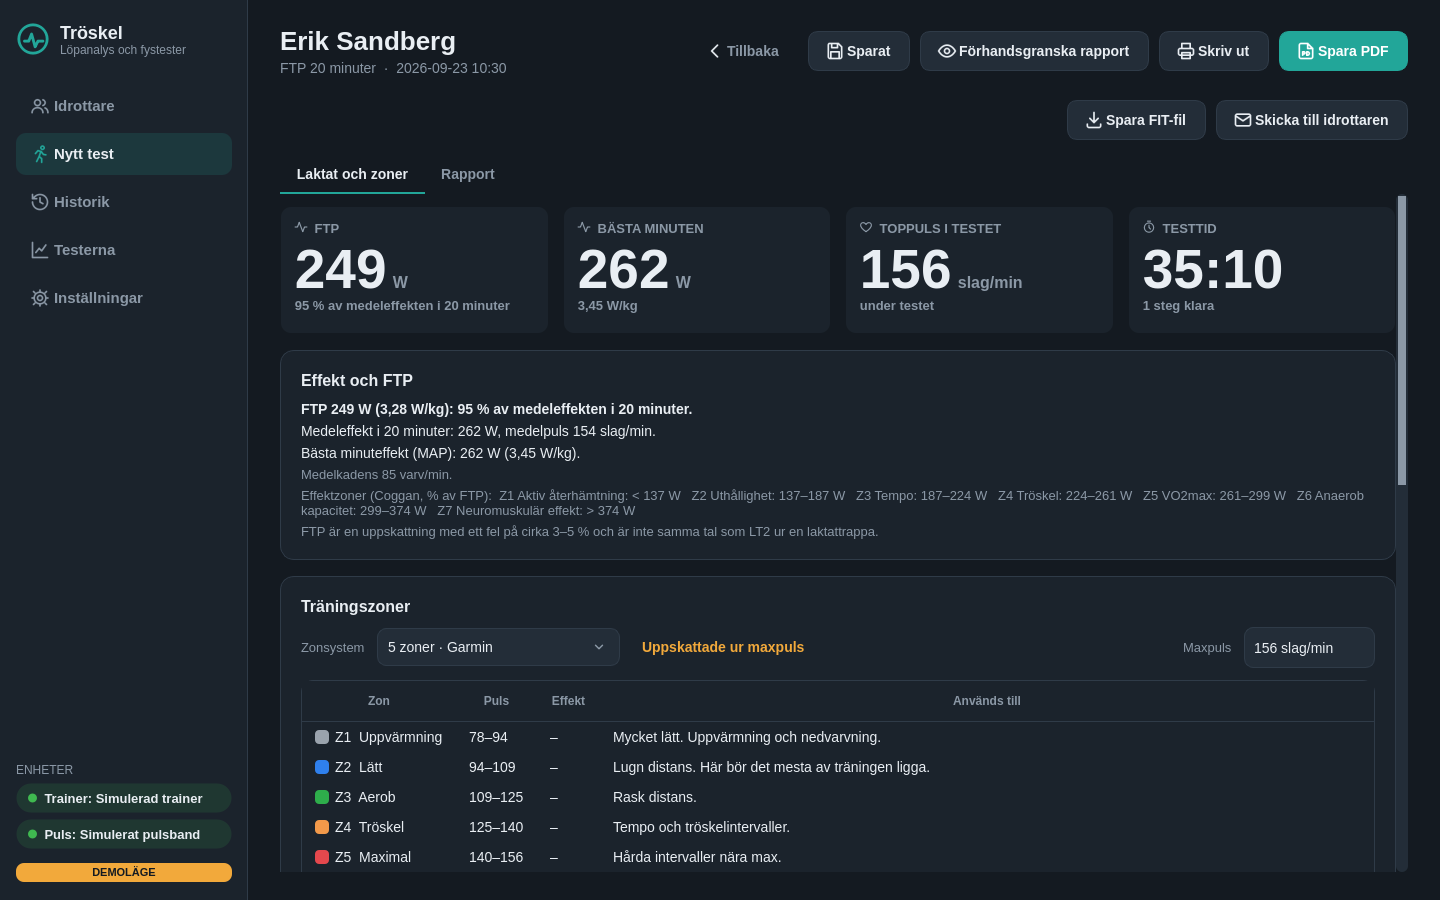 Tröskel
Löpanalys och fystester
Idrottare
Nytt test
Historik
Testerna
Inställningar
ENHETER
Trainer: Simulerad trainer
Puls: Simulerat pulsband
DEMOLÄGE
Erik Sandberg
FTP 20 minuter · 2026-09-23 10:30
Tillbaka
Sparat
Förhandsgranska rapport
Skriv ut
Spara PDF
Spara FIT-fil
Skicka till idrottaren
Laktat och zoner
Rapport
FTP
249 W
95 % av medeleffekten i 20 minuter
BÄSTA MINUTEN
262 W
3,45 W/kg
TOPPULS I TESTET
156 slag/min
under testet
TESTTID
35:10
1 steg klara
Effekt och FTP
FTP 249 W (3,28 W/kg): 95 % av medeleffekten i 20 minuter.
Medeleffekt i 20 minuter: 262 W, medelpuls 154 slag/min.
Bästa minuteffekt (MAP): 262 W (3,45 W/kg).
Medelkadens 85 varv/min.
Effektzoner (Coggan, % av FTP): Z1 Aktiv återhämtning: < 137 W Z2 Uthållighet: 137–187 W Z3 Tempo: 187–224 W Z4 Tröskel: 224–261 W Z5 VO2max: 261–299 W Z6 Anaerob
kapacitet: 299–374 W Z7 Neuromuskulär effekt: > 374 W
FTP är en uppskattning med ett fel på cirka 3–5 % och är inte samma tal som LT2 ur en laktattrappa.
Träningszoner
Zonsystem 5 zoner · Garmin Uppskattade ur maxpuls Maxpuls 156 slag/min
Zon Puls Effekt Används till
Z1 Uppvärmning 78–94 – Mycket lätt. Uppvärmning och nedvarvning.
Z2 Lätt 94–109 – Lugn distans. Här bör det mesta av träningen ligga.
Z3 Aerob 109–125 – Rask distans.
Z4 Tröskel 125–140 – Tempo och tröskelintervaller.
Z5 Maximal 140–156 – Hårda intervaller nära max.